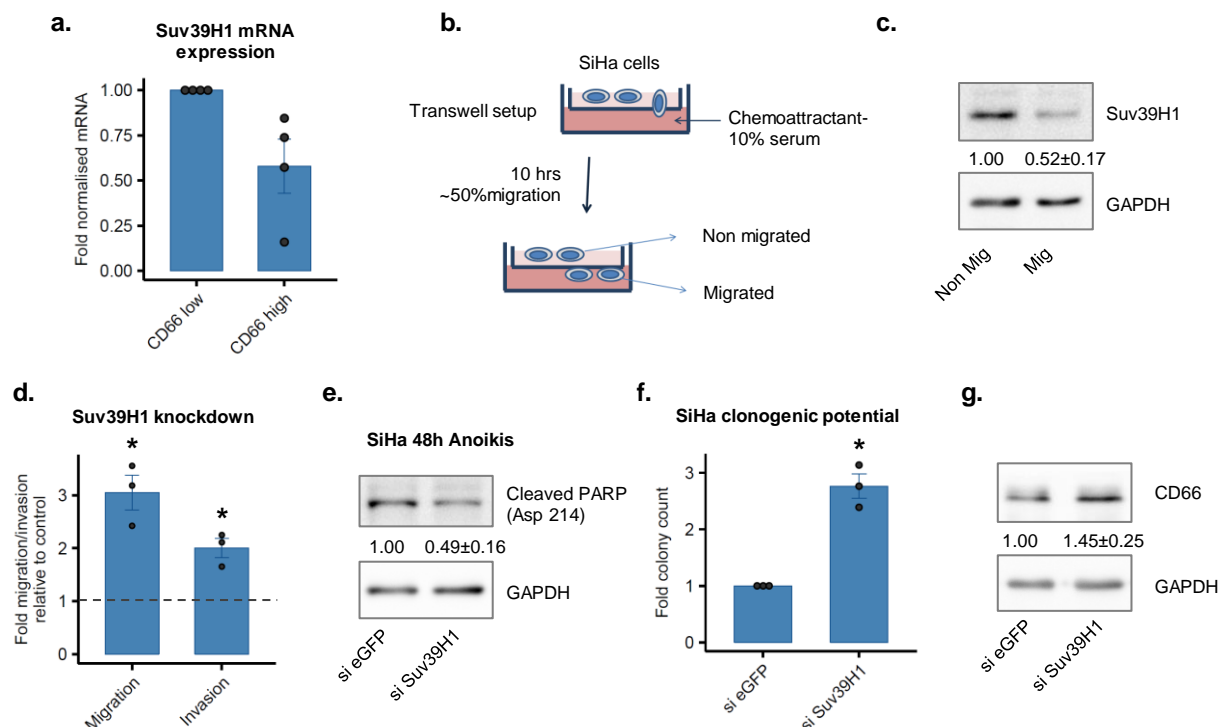 a.
Suv39H1 mRNA
expression
Fold normalised mRNA
1.00
0.75
0.50
0.25
0.00
CD66 low
CD66 high
b.
SiHa cells
Transwell setup
Chemoattractant-
10% serum
10 hrs
~50%migration
Non migrated
Migrated
c.
Suv39H1
1.00 0.52±0.17
GAPDH
Non Mig
Mig
d.
Suv39H1 knockdown
Fold migration/invasion
relative to control
3
2
1
0
*
*
Migration
Invasion
e.
SiHa 48h Anoikis
Cleaved PARP
(Asp 214)
1.00 0.49±0.16
GAPDH
si eGFP
si Suv39H1
f.
SiHa clonogenic potential
Fold colony count
3
2
1
0
*
si eGFP
si Suv39H1
g.
CD66
1.00 1.45±0.25
GAPDH
si eGFP
si Suv39H1